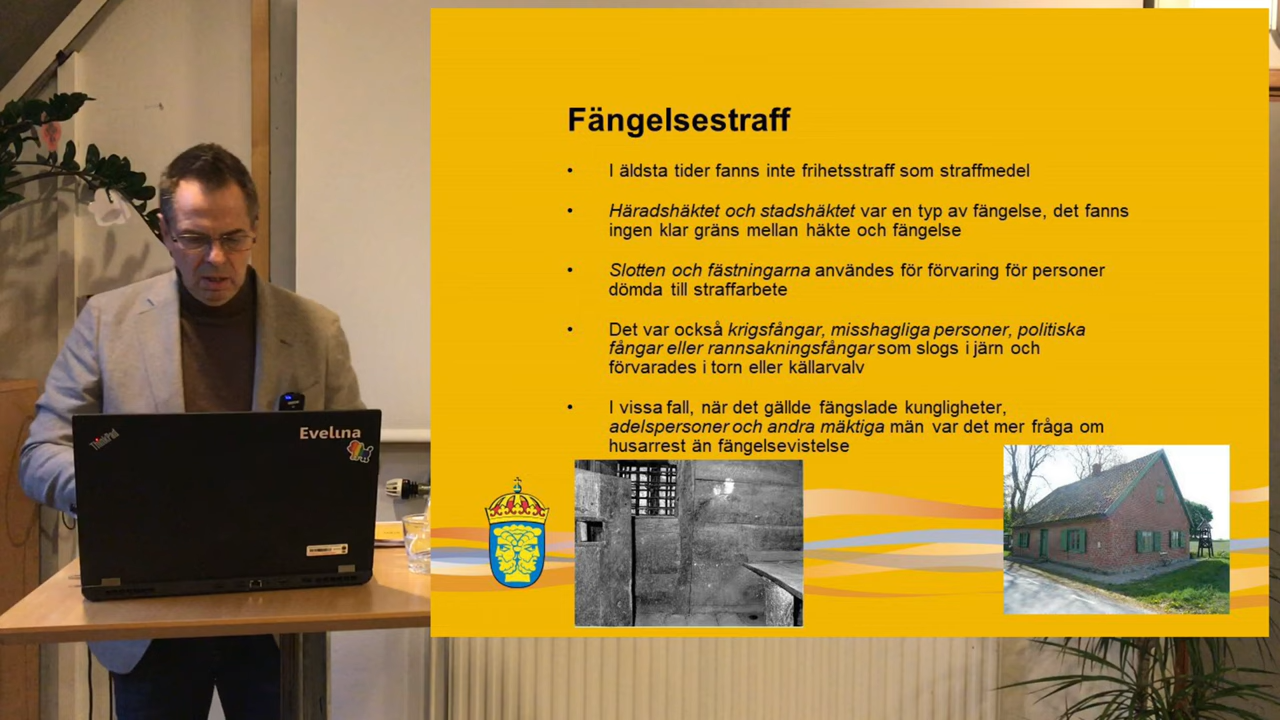 Fängelsestraff
• I äldsta tider fanns inte frihetsstraff som straffmedel
• Häradshäktet och stadshäktet var en typ av fängelse, det fanns
ingen klar gräns mellan häkte och fängelse
• Slotten och fästningarna användes för förvaring för personer
dömda till straffarbete
• Det var också krigsfångar, misshagliga personer, politiska
fångar eller rannsakningsfångar som slogs i järn och
förvarades i torn eller källarvalv
• I vissa fall, när det gällde fängslade kungligheter,
adelspersoner och andra mäktiga män var det mer fråga om
husarrest än fängelsevistelse
ThinkPad
Evelina